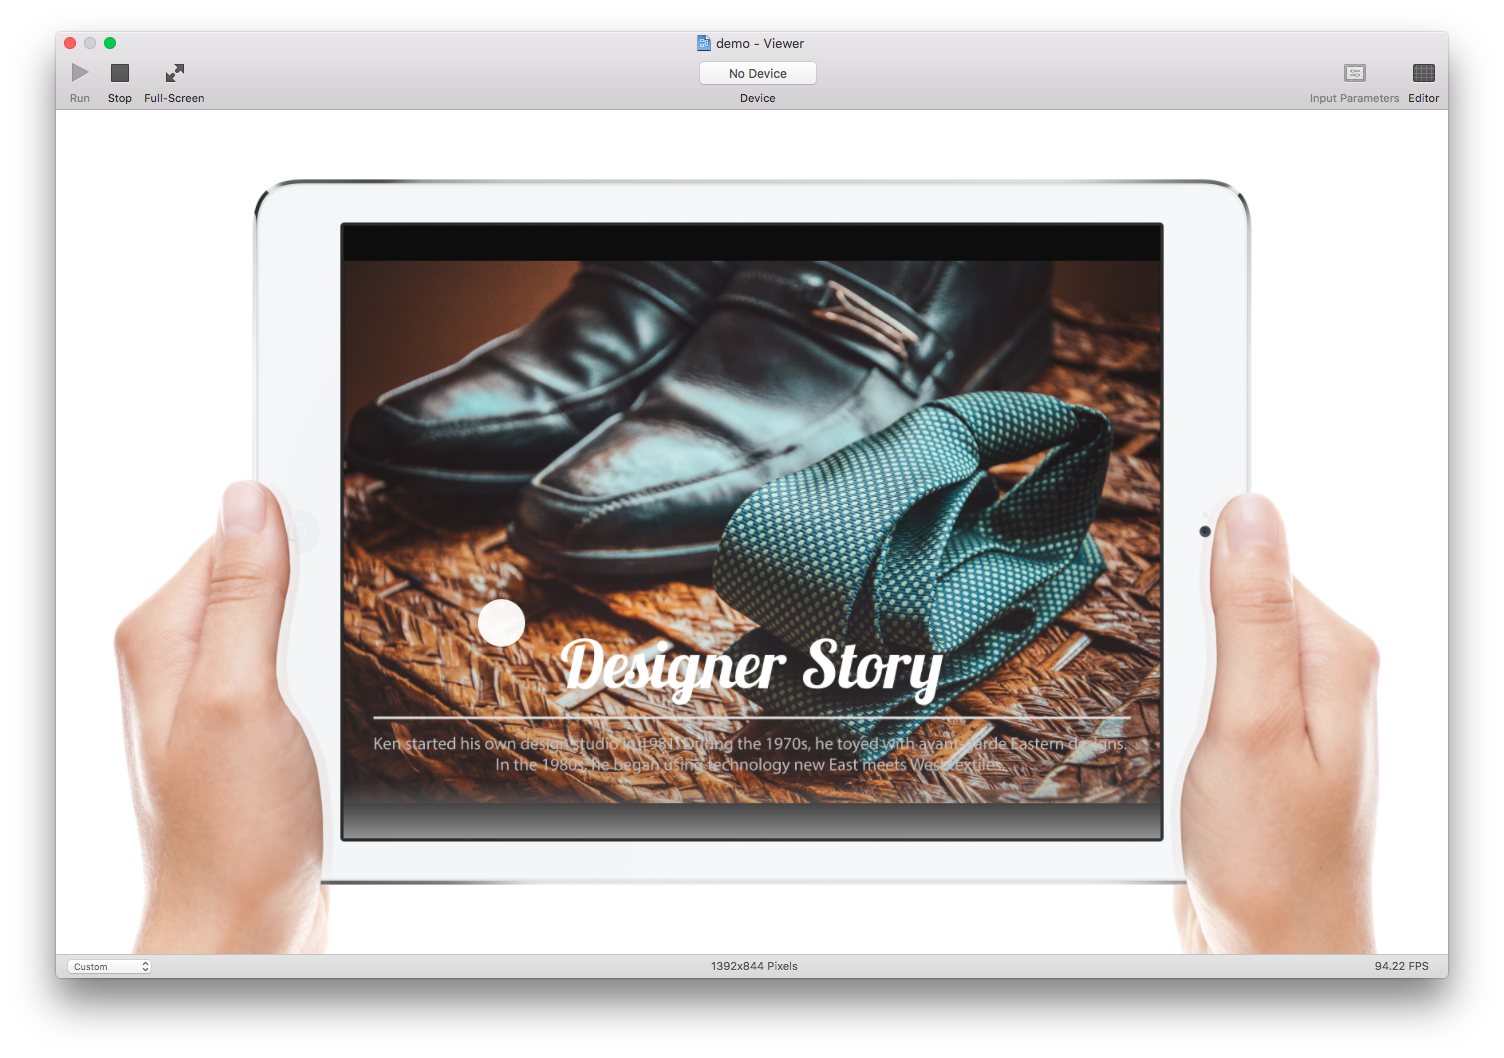 demo - Viewer
Run
Stop
Full-Screen
No Device
Device
Input Parameters
Editor
Designer Story
Ken started his own design studio in 1981. During the 1970s, he toyed with avant-garde Eastern designs.
In the 1980s, he began using technology new East meets West textiles.
Custom
1392x844 Pixels
94.22 FPS